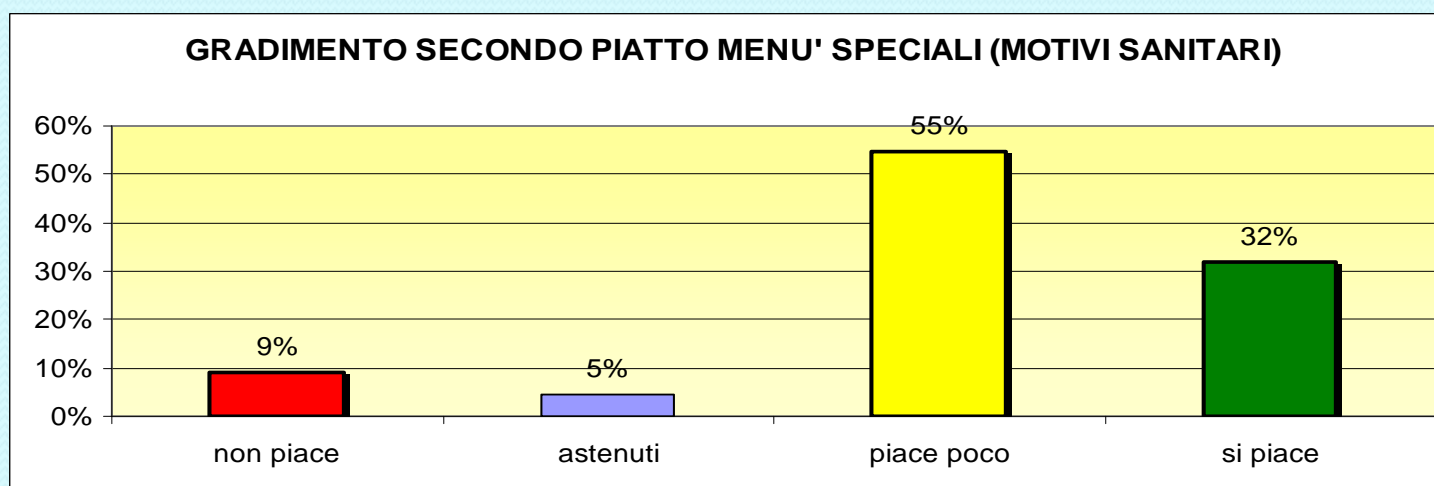 GRADIMENTO SECONDO PIATTO MENU' SPECIALI (MOTIVI SANITARI)
60%
50%
40%
30%
20%
10%
0%
9%
5%
55%
32%
non piace
astenuti
piace poco
si piace